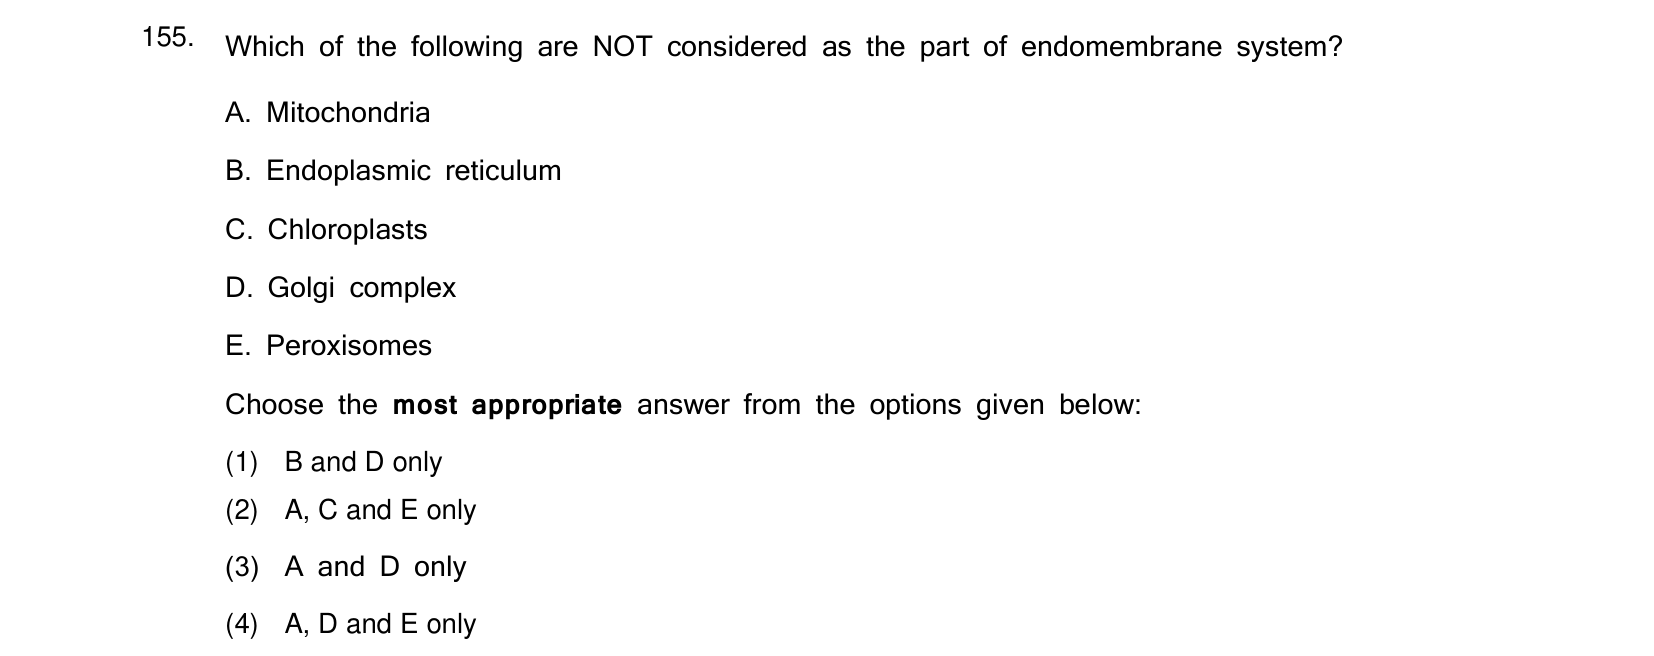 155. Which of the following are NOT considered as the part of endomembrane system?
A. Mitochondria
B. Endoplasmic reticulum
C. Chloroplasts
D. Golgi complex
E. Peroxisomes
Choose the most appropriate answer from the options given below:
(1) B and D only
(2) A, C and E only
(3) A and D only
(4) A, D and E only